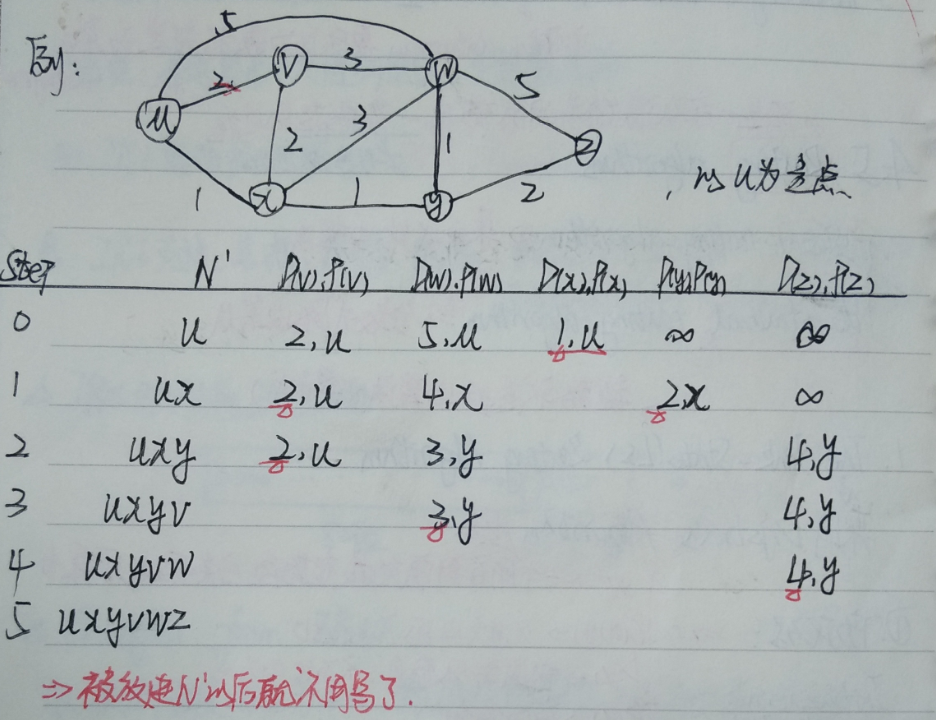 例:
5
2 V 3 W 5
u 2 3 1 z
1 x 1 y 2
,以u为起点
Step N' D(v),P(v) D(w),P(w) D(x),P(x) D(y),P(y) D(z),P(z)
0 u 2,u 5,u 1,u ∞ ∞
1 ux 2,u 4,x 2,x ∞
2 uxy 2,u 3,y 4,y
3 uxyv 3,y 4,y
4 uxyvw 4,y
5 uxyvwz
=> 被放进N'以后就不用写了.